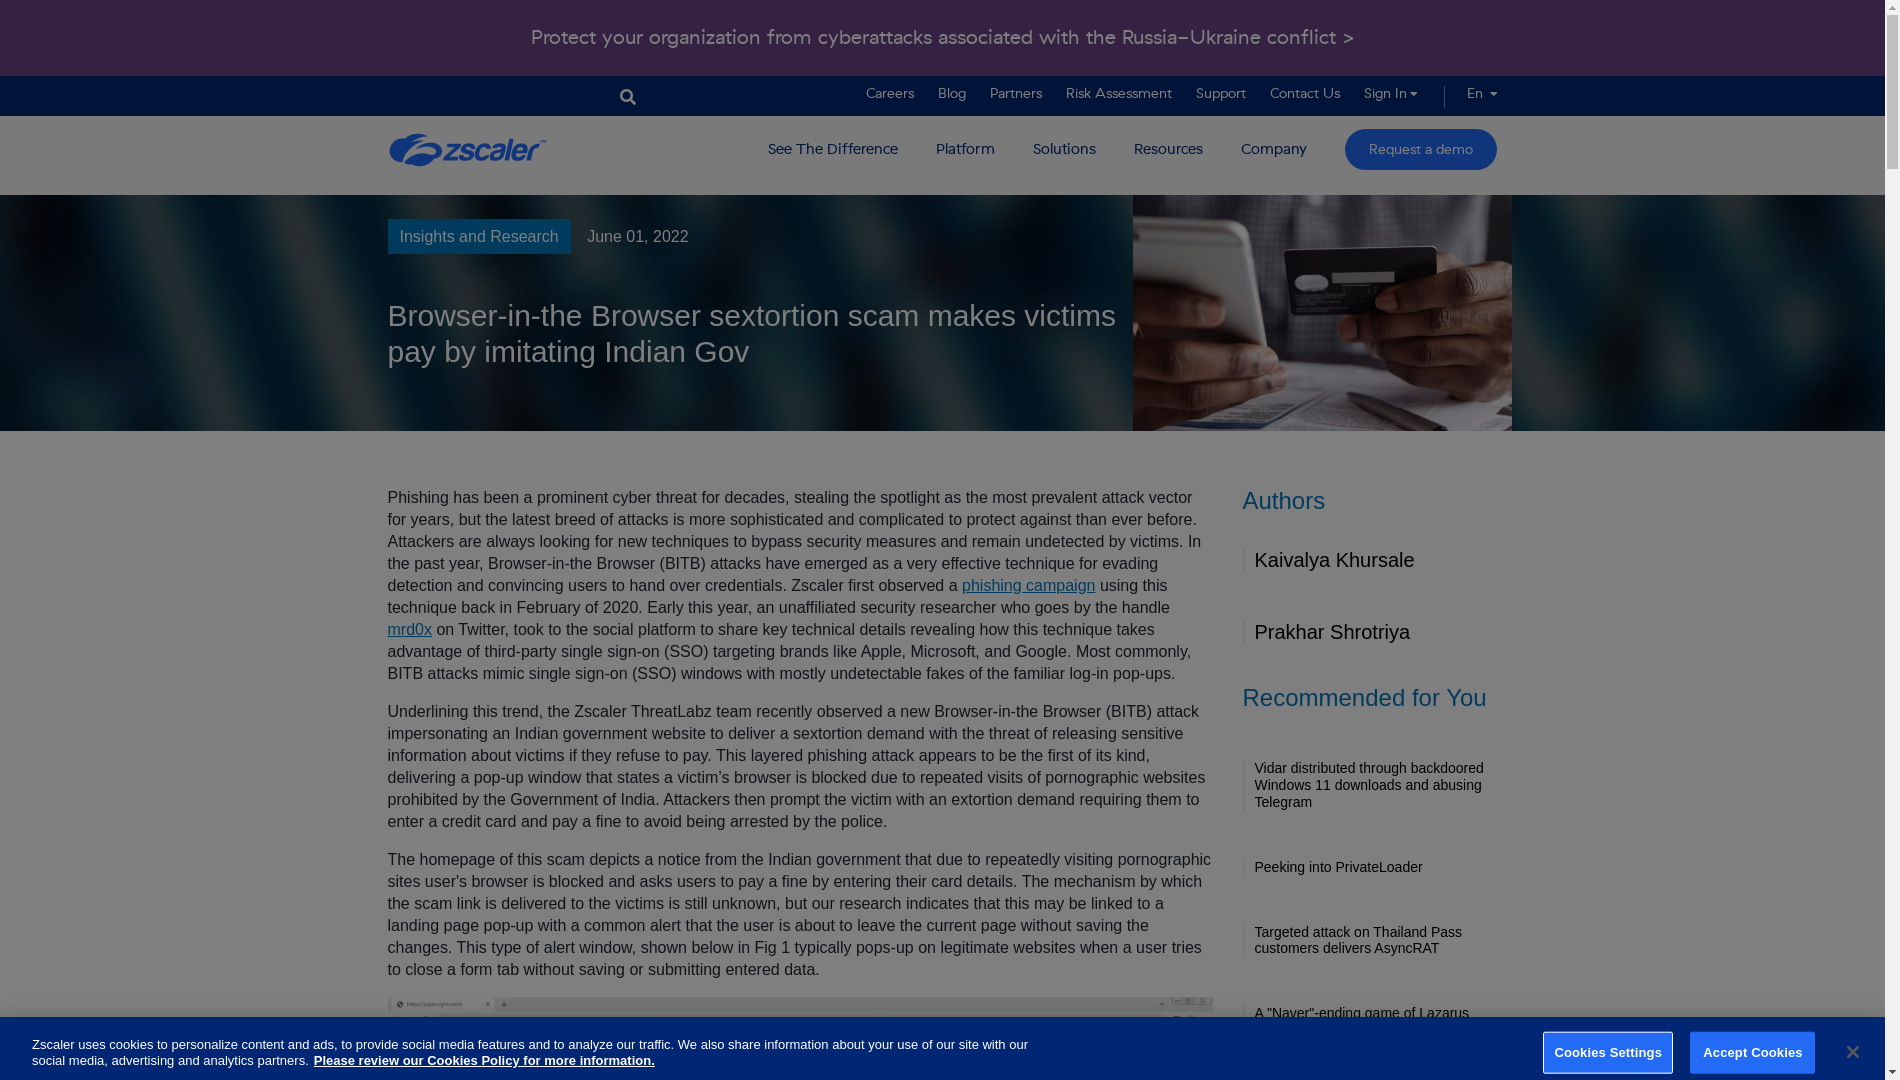 Protect your organization from cyberattacks associated with the Russia–Ukraine conflict >
Careers Blog Partners Risk Assessment Support Contact Us Sign In En
zscaler™
See The Difference Platform Solutions Resources Company Request a demo
Insights and Research June 01, 2022
Browser-in-the Browser sextortion scam makes victims
pay by imitating Indian Gov
Phishing has been a prominent cyber threat for decades, stealing the spotlight as the most prevalent attack vector
for years, but the latest breed of attacks is more sophisticated and complicated to protect against than ever before.
Attackers are always looking for new techniques to bypass security measures and remain undetected by victims. In
the past year, Browser-in-the Browser (BITB) attacks have emerged as a very effective technique for evading
detection and convincing users to hand over credentials. Zscaler first observed a phishing campaign using this
technique back in February of 2020. Early this year, an unaffiliated security researcher who goes by the handle
mrd0x on Twitter, took to the social platform to share key technical details revealing how this technique takes
advantage of third-party single sign-on (SSO) targeting brands like Apple, Microsoft, and Google. Most commonly,
BITB attacks mimic single sign-on (SSO) windows with mostly undetectable fakes of the familiar log-in pop-ups.
Underlining this trend, the Zscaler ThreatLabz team recently observed a new Browser-in-the Browser (BITB) attack
impersonating an Indian government website to deliver a sextortion demand with the threat of releasing sensitive
information about victims if they refuse to pay. This layered phishing attack appears to be the first of its kind,
delivering a pop-up window that states a victim’s browser is blocked due to repeated visits of pornographic websites
prohibited by the Government of India. Attackers then prompt the victim with an extortion demand requiring them to
enter a credit card and pay a fine to avoid being arrested by the police.
The homepage of this scam depicts a notice from the Indian government that due to repeatedly visiting pornographic
sites user's browser is blocked and asks users to pay a fine by entering their card details. The mechanism by which
the scam link is delivered to the victims is still unknown, but our research indicates that this may be linked to a
landing page pop-up with a common alert that the user is about to leave the current page without saving the
changes. This type of alert window, shown below in Fig 1 typically pops-up on legitimate websites when a user tries
to close a form tab without saving or submitting entered data.
Authors
Kaivalya Khursale
Prakhar Shrotriya
Recommended for You
Vidar distributed through backdoored
Windows 11 downloads and abusing
Telegram
Peeking into PrivateLoader
Targeted attack on Thailand Pass
customers delivers AsyncRAT
A "Naver"-ending game of Lazarus
Zscaler uses cookies to personalize content and ads, to provide social media features and to analyze our traffic. We also share information about your use of our site with our
social media, advertising and analytics partners. Please review our Cookies Policy for more information.
Cookies Settings Accept Cookies